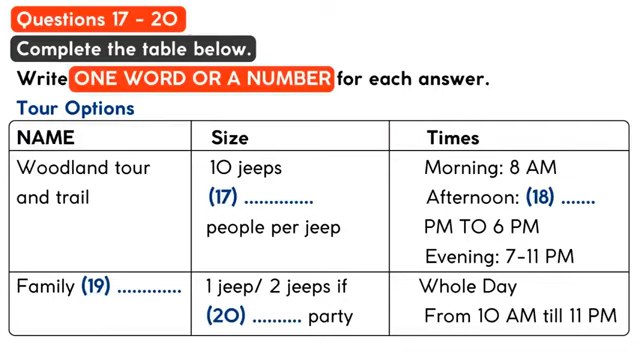 Questions 17 - 20
Complete the table below.
Write ONE WORD OR A NUMBER for each answer.
Tour Options
NAME Size Times
Woodland tour 10 jeeps Morning: 8 AM
and trail (17) .............. Afternoon: (18) .......
people per jeep PM TO 6 PM
Evening: 7-11 PM
Family (19) ............. 1 jeep/ 2 jeeps if Whole Day
(20) .......... party From 10 AM till 11 PM